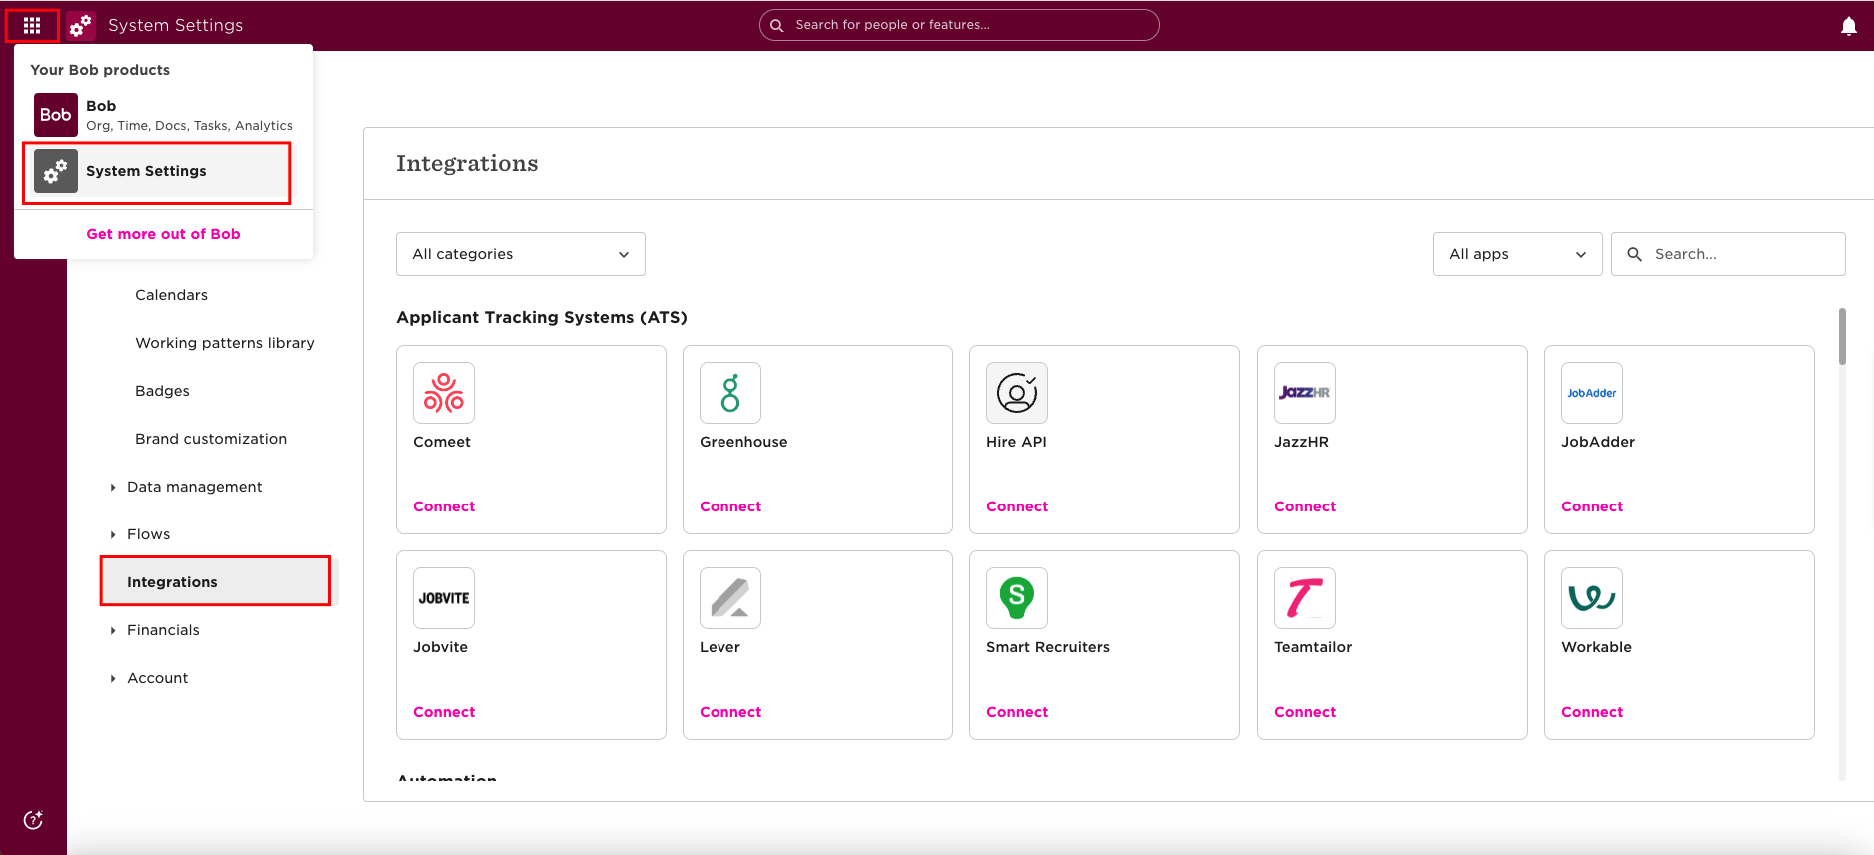 System Settings
Search for people or features...
Your Bob products
Bob
Bob
Org, Time, Docs, Tasks, Analytics
System Settings
Get more out of Bob
Calendars
Working patterns library
Badges
Brand customization
Data management
Flows
Integrations
Financials
Account
Integrations
All categories
All apps
Search...
Applicant Tracking Systems (ATS)
Comeet
Connect
Greenhouse
Connect
Hire API
Connect
JazzHR
JazzHR
Connect
JobAdder
JobAdder
Connect
JOBVITE
Jobvite
Connect
Lever
Connect
S
Smart Recruiters
Connect
T
Teamtailor
Connect
Workable
Connect
Automation